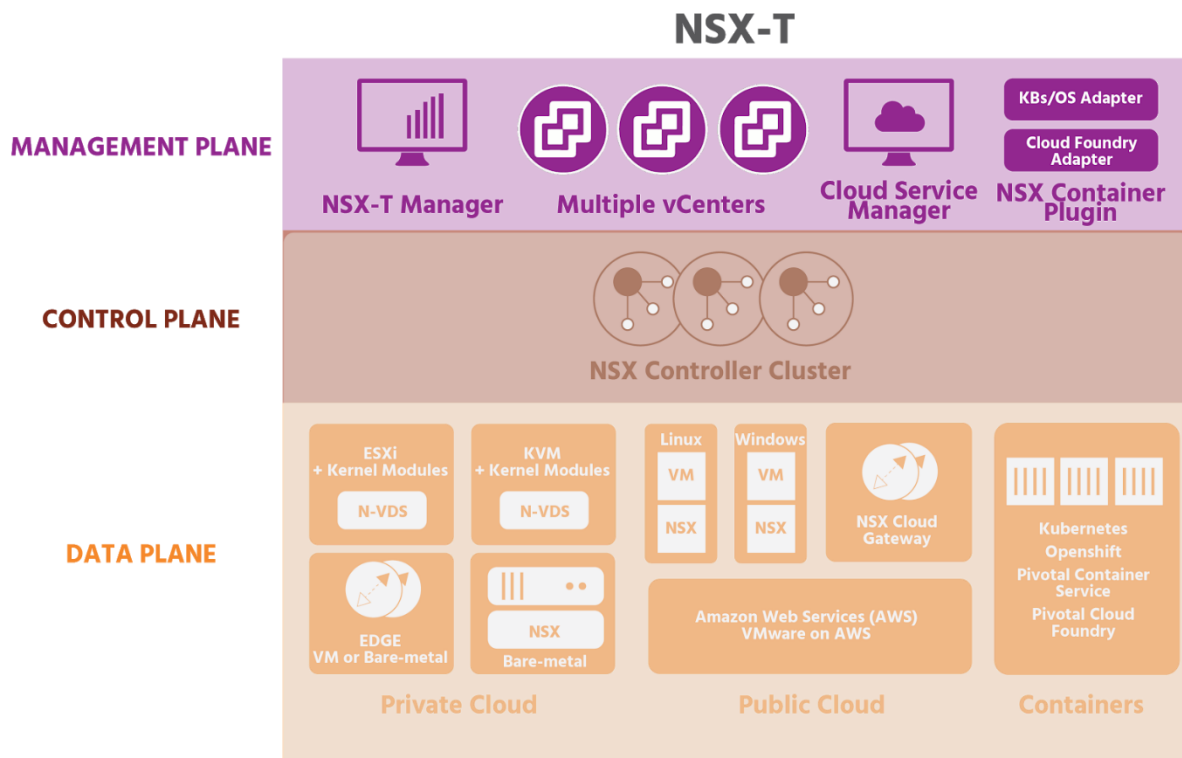 NSX-T
MANAGEMENT PLANE
KBs/OS Adapter
Cloud Foundry
Adapter
NSX-T Manager
Multiple vCenters
Cloud Service
Manager
NSX Container
Plugin
CONTROL PLANE
NSX Controller Cluster
DATA PLANE
ESXi
+ Kernel Modules
N-VDS
KVM
+ Kernel Modules
N-VDS
EDGE
VM or Bare-metal
NSX
Bare-metal
Private Cloud
Linux
VM
NSX
Windows
VM
NSX
NSX Cloud
Gateway
Amazon Web Services (AWS)
VMware on AWS
Public Cloud
Kubernetes
Openshift
Pivotal Container
Service
Pivotal Cloud
Foundry
Containers